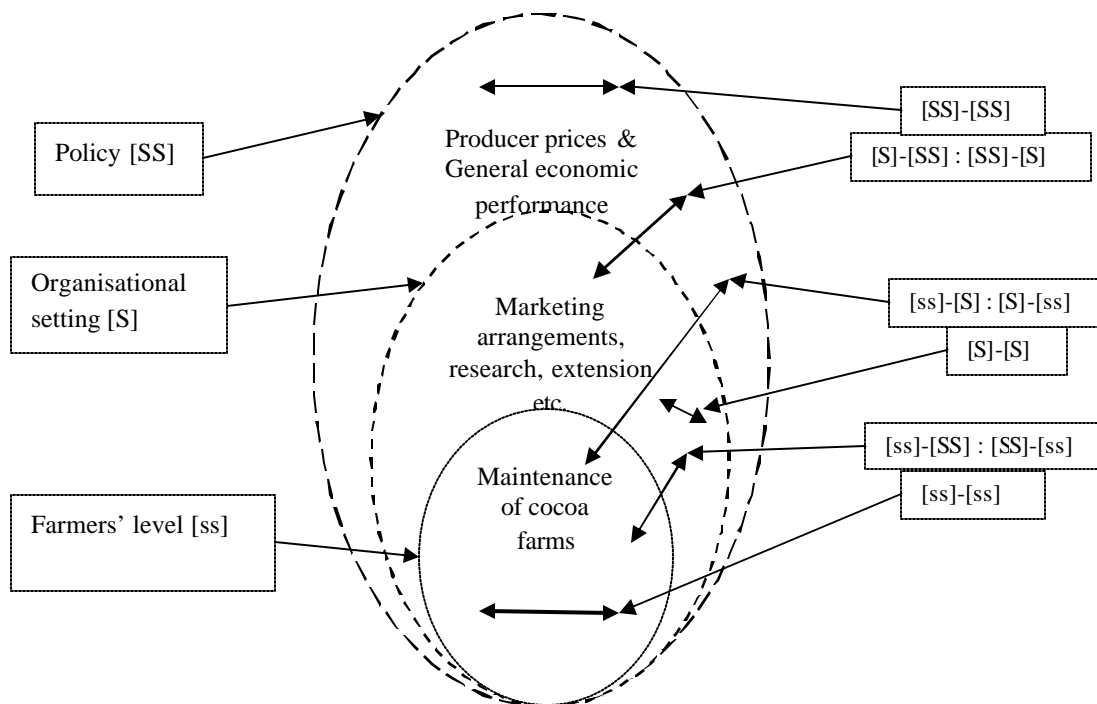 Policy [SS]
Organisational
setting [S]
Farmers’ level [ss]
Producer prices &
General economic
performance
Marketing
arrangements,
research, extension
etc.
Maintenance
of cocoa
farms
[SS]-[SS]
[S]-[SS] : [SS]-[S]
[ss]-[S] : [S]-[ss]
[S]-[S]
[ss]-[SS] : [SS]-[ss]
[ss]-[ss]